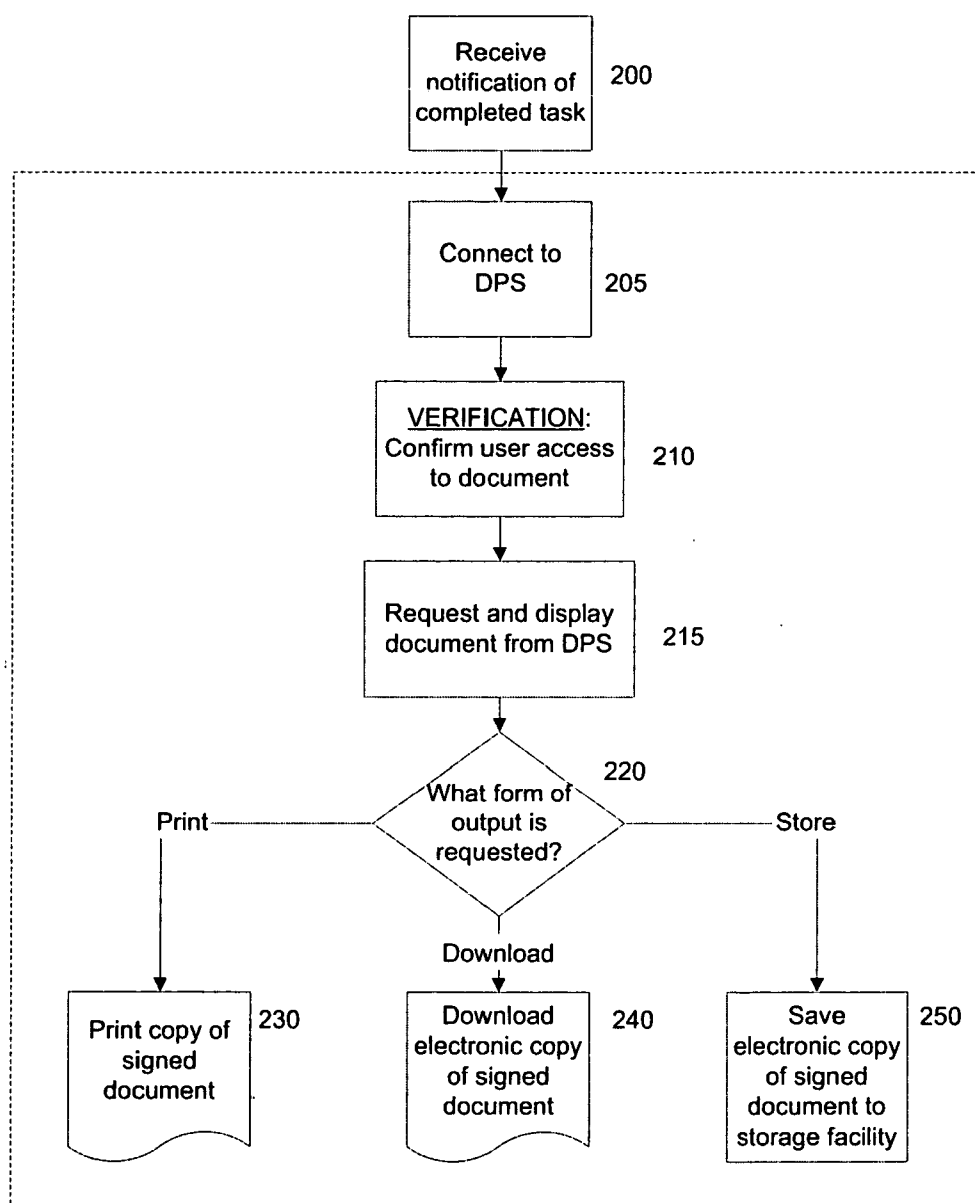 Receive
notification of
completed task
200
Connect to
DPS
205
VERIFICATION:
Confirm user access
to document
210
Request and display
document from DPS
215
220
What form of
output is
requested?
Print
Store
Download
Print copy of
signed
document
230
Download
electronic copy
of signed
document
240
Save
electronic copy
of signed
document to
storage facility
250